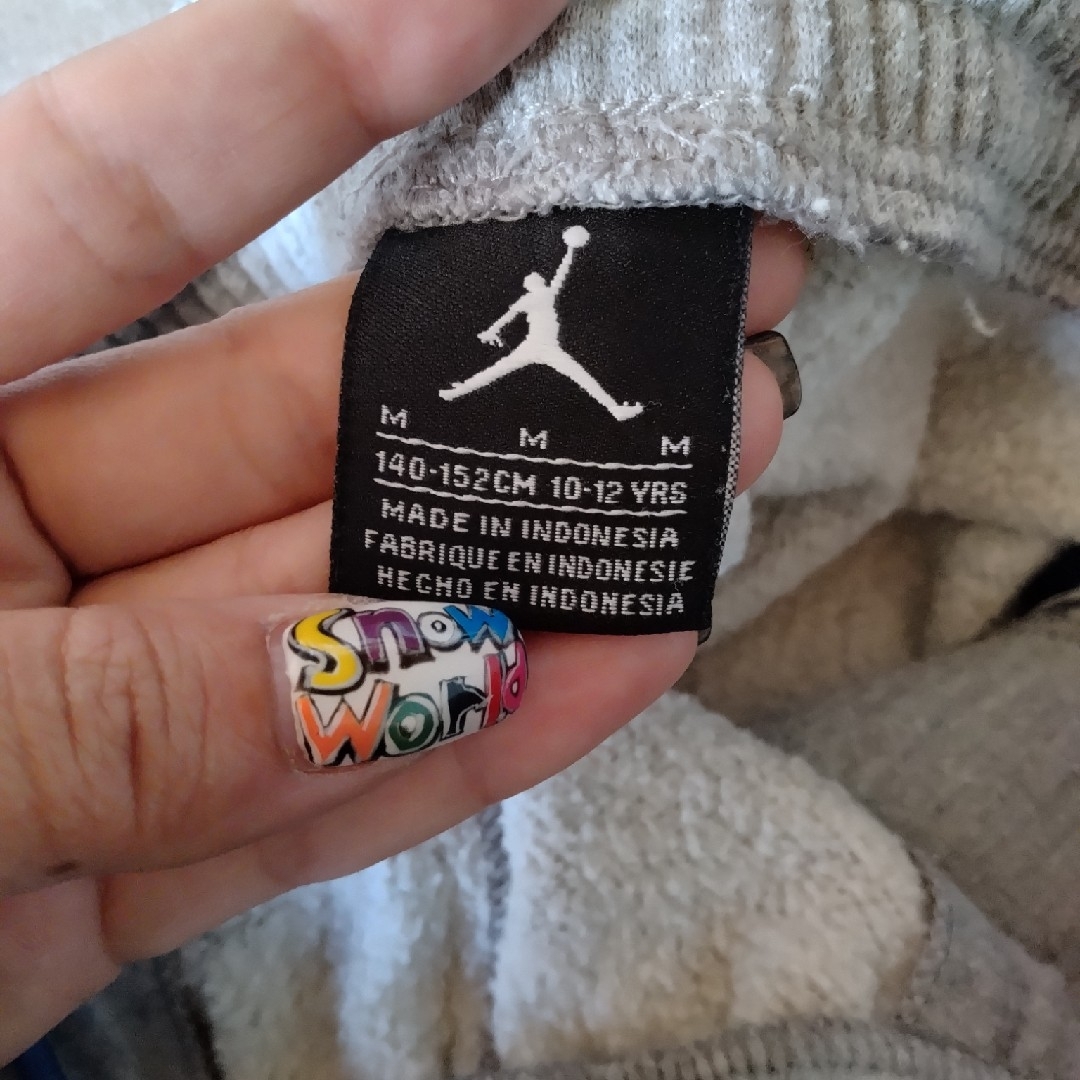 M M M
140-152CM 10-12 YRS
MADE IN INDONESIA
FABRIQUE EN INDONESIE
HECHO EN INDONESIA
Snow
World